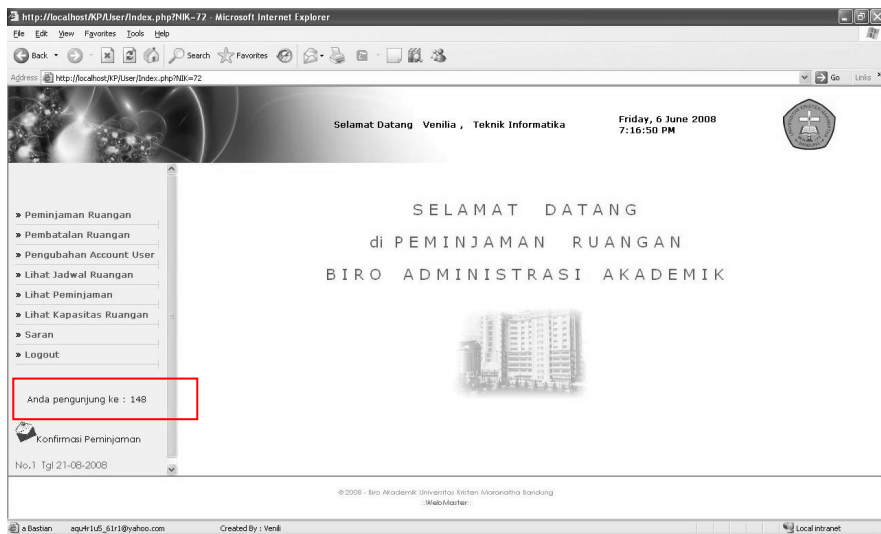 http://localhost/KP/User/Index.php?NIK=72 - Microsoft Internet Explorer
File Edit View Favorites Tools Help
Back Search Favorites
Address http://localhost/KP/User/Index.php?NIK=72 Go Links
Selamat Datang Venilia , Teknik Informatika
Friday, 6 June 2008
7:16:50 PM
» Peminjaman Ruangan
» Pembatalan Ruangan
» Pengubahan Account User
» Lihat Jadwal Ruangan
» Lihat Peminjaman
» Lihat Kapasitas Ruangan
» Saran
» Logout
Anda pengunjung ke : 148
Konfirmasi Peminjaman
No.1 Tgl 21-08-2008
SELAMAT DATANG
di PEMINJAMAN RUANGAN
BIRO ADMINISTRASI AKADEMIK
© 2008 - Biro Akademik Universitas Kristen Maranatha Bandung
::WebMaster::
a Bastian aqu4r1u5_61r1@yahoo.com Created By : Venili Local intranet